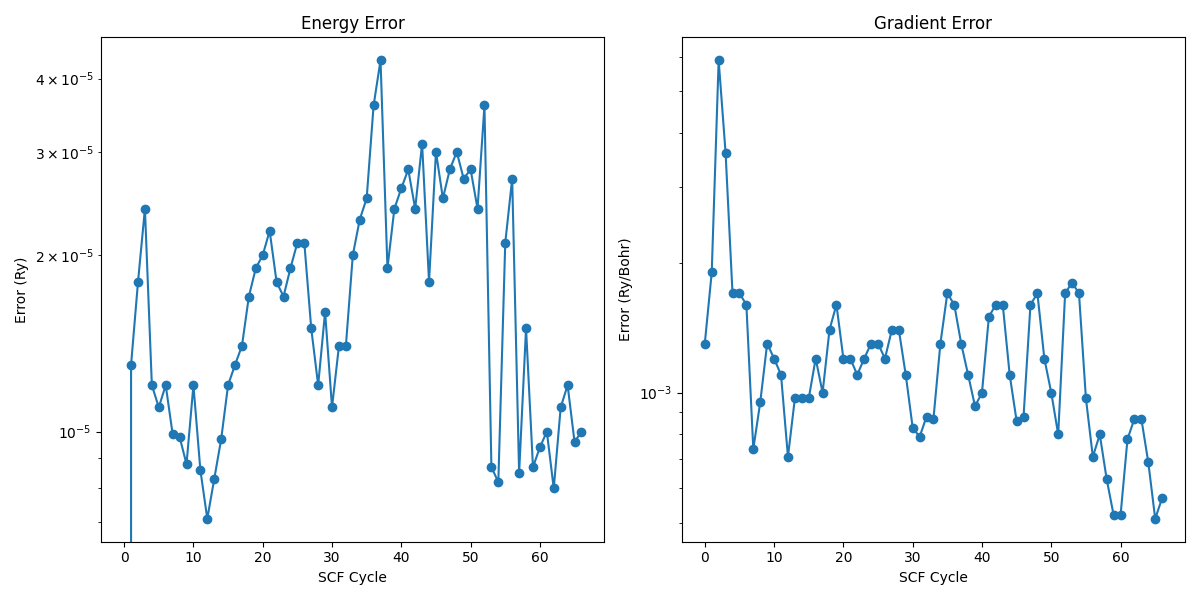 Energy Error
Error (Ry)
4 × 10⁻⁵
3 × 10⁻⁵
2 × 10⁻⁵
10⁻⁵
0 10 20 30 40 50 60
SCF Cycle
Gradient Error
Error (Ry/Bohr)
10⁻³
0 10 20 30 40 50 60
SCF Cycle